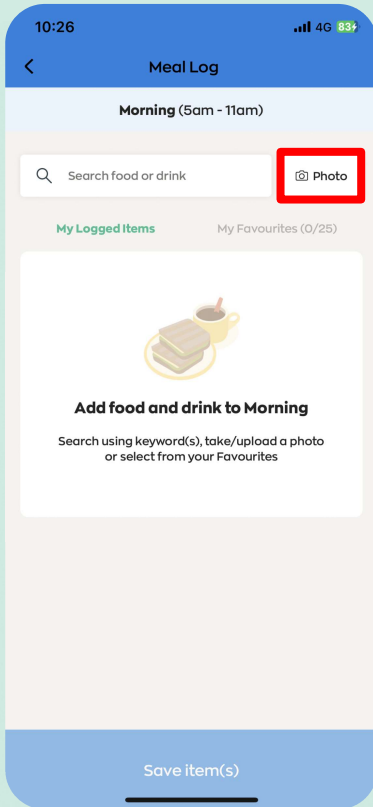 10:26
4G 83
Meal Log
Morning (5am - 11am)
Search food or drink
Photo
My Logged Items
My Favourites (0/25)
Add food and drink to Morning
Search using keyword(s), take/upload a photo
or select from your Favourites
Save item(s)